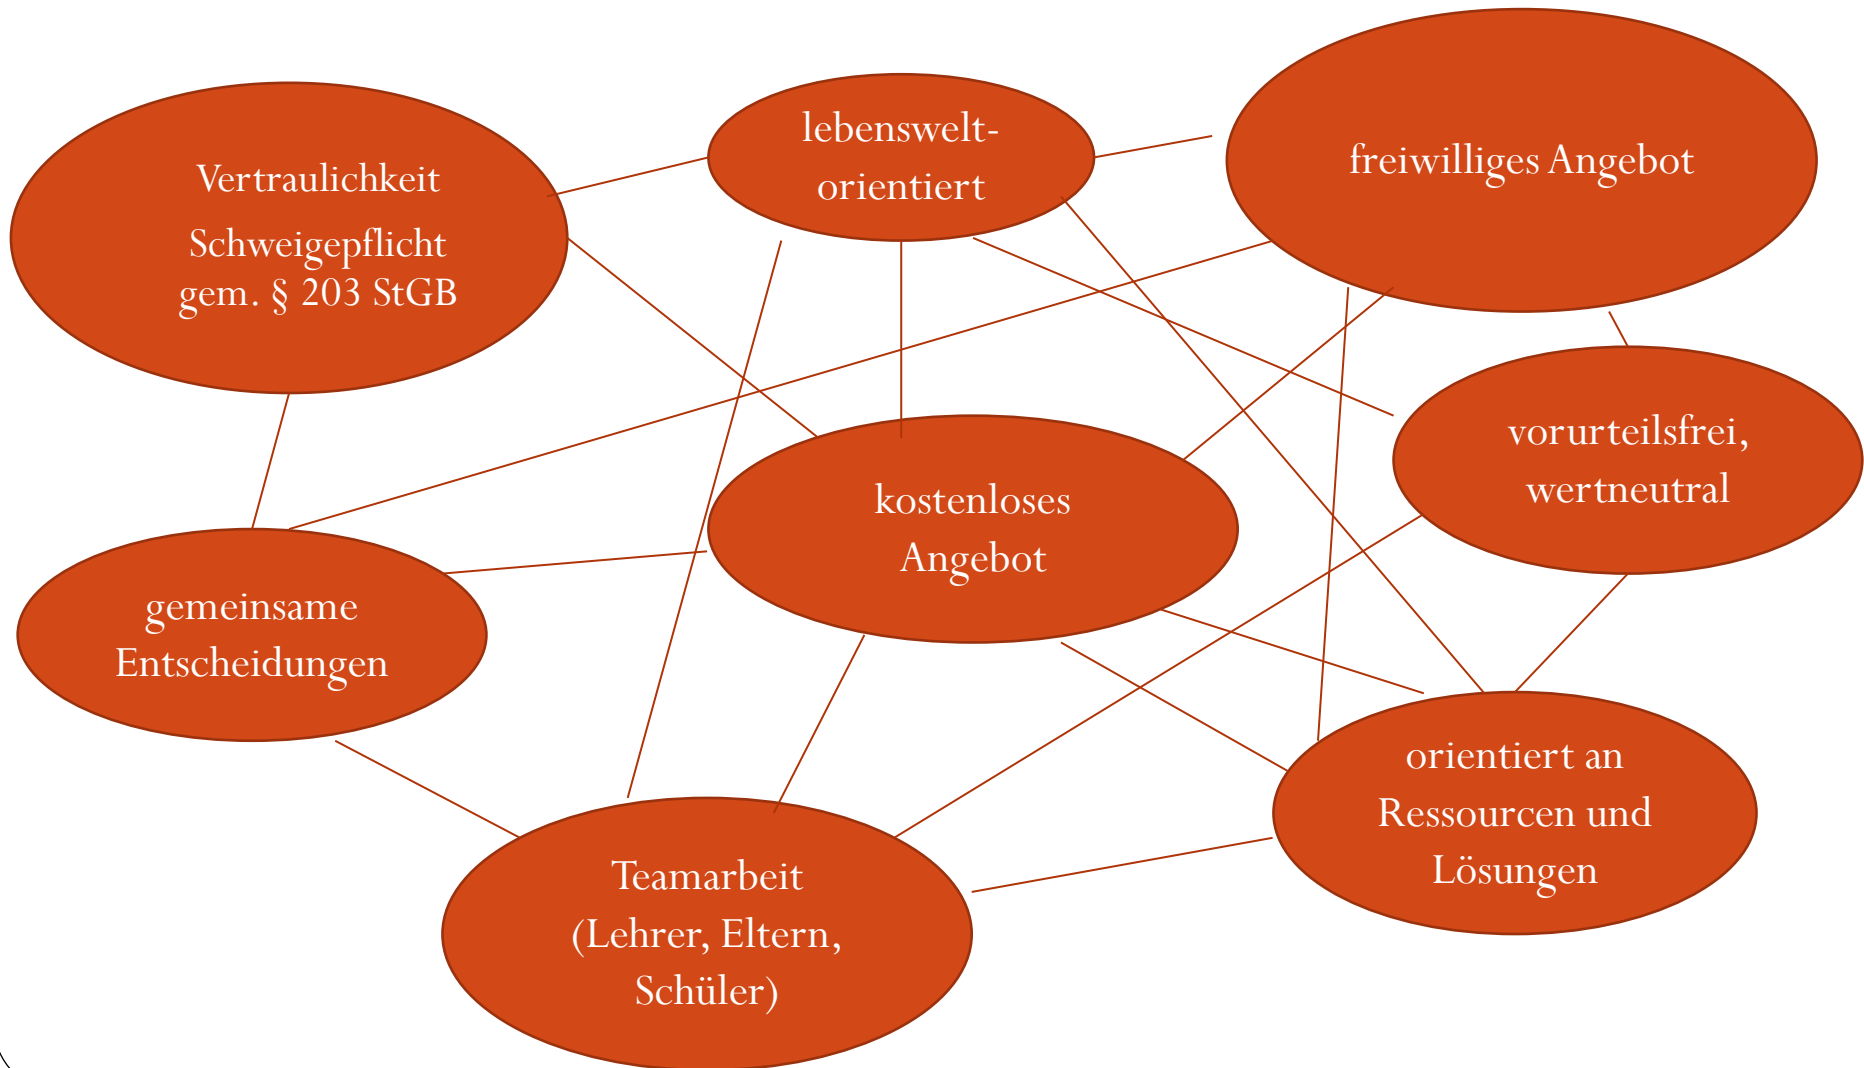 Vertraulichkeit
Schweigepflicht
gem. § 203 StGB
lebenswelt-
orientiert
freiwilliges Angebot
vorurteilsfrei,
wertneutral
kostenloses
Angebot
gemeinsame
Entscheidungen
orientiert an
Ressourcen und
Lösungen
Teamarbeit
(Lehrer, Eltern,
Schüler)